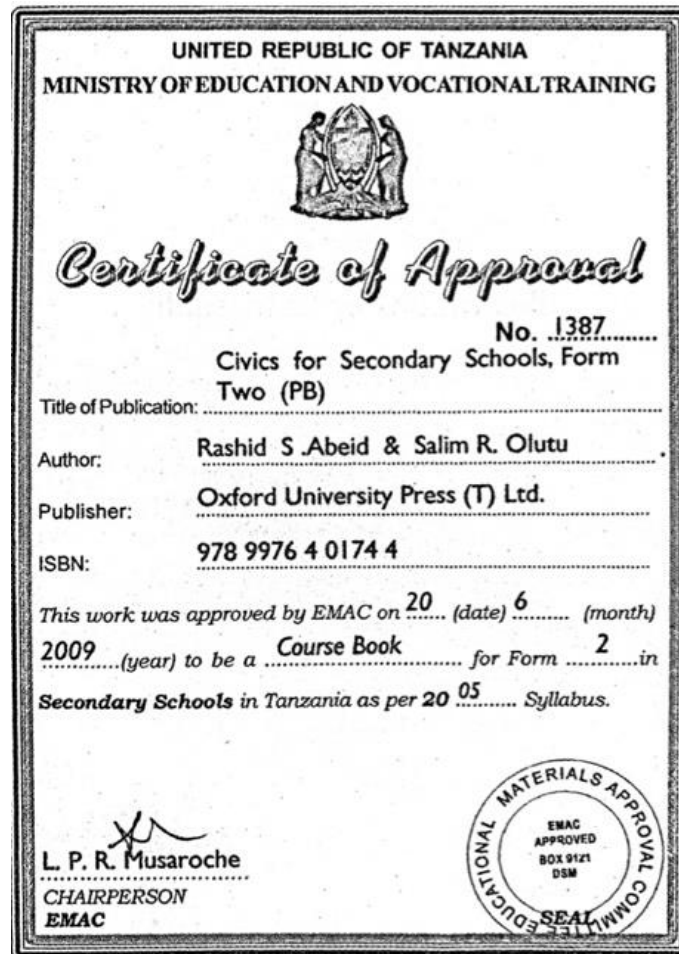 UNITED REPUBLIC OF TANZANIA
MINISTRY OF EDUCATION AND VOCATIONAL TRAINING
Certificate of Approval
No. 1387
Civics for Secondary Schools, Form
Title of Publication: Two (PB)
Author: Rashid S .Abeid & Salim R. Olutu
Publisher: Oxford University Press (T) Ltd.
ISBN: 978 9976 4 0174 4
This work was approved by EMAC on 20 (date) 6 (month)
2009 (year) to be a Course Book for Form 2 in
Secondary Schools in Tanzania as per 20 05 Syllabus.
L. P. R. Musaroche
CHAIRPERSON
EMAC
EDUCATIONAL MATERIALS APPROVAL COMMITTEE
EMAC
APPROVED
BOX 9121
DSM
SEAL